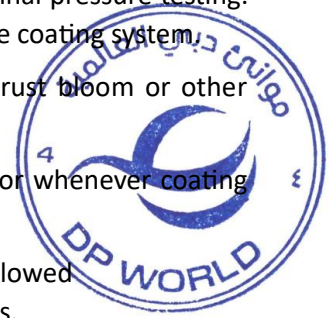 nal pressure testing.
e coating system.
rust bloom or other
or whenever coating
lowed
s.
موانئ دبي العالمية
4 ٤
DP WORLD